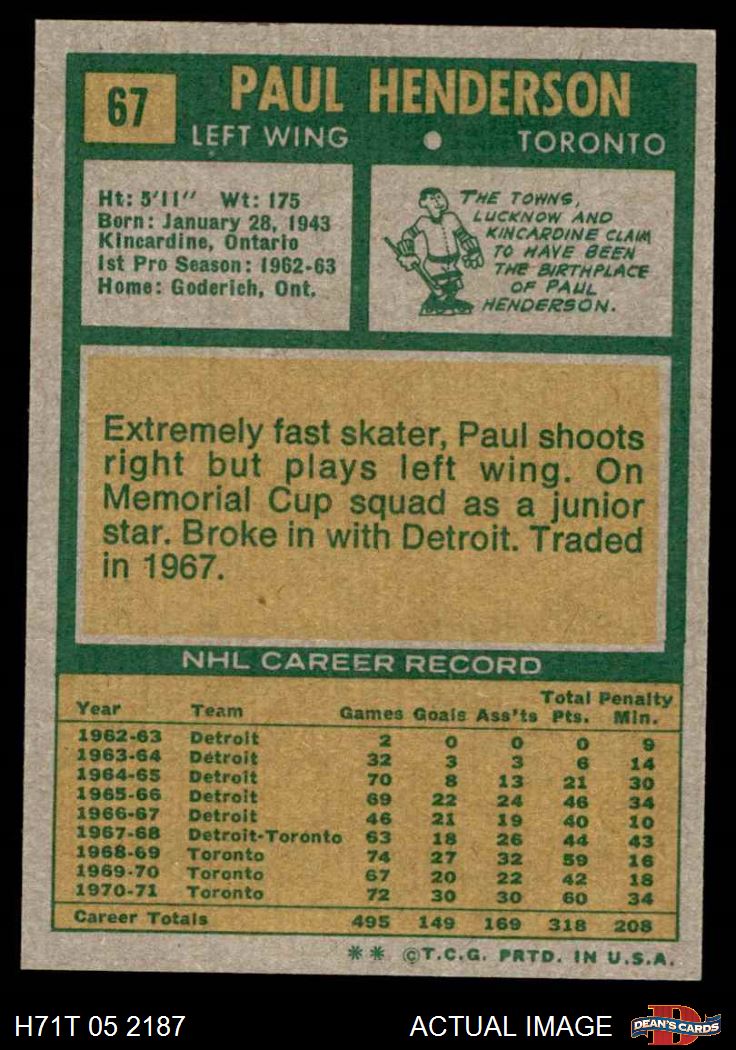 67
PAUL HENDERSON
LEFT WING • TORONTO
Ht: 5'11" Wt: 175
Born: January 28, 1943
Kincardine, Ontario
1st Pro Season: 1962-63
Home: Goderich, Ont.
THE TOWNS,
LUCKNOW AND
KINCARDINE CLAIM
TO HAVE BEEN
THE BIRTHPLACE
OF PAUL
HENDERSON.
Extremely fast skater, Paul shoots
right but plays left wing. On
Memorial Cup squad as a junior
star. Broke in with Detroit. Traded
in 1967.
NHL CAREER RECORD
Year Team Games Goals Ass'ts Total Pts. Penalty Min.
1962-63 Detroit 2 0 0 0 9
1963-64 Detroit 32 3 3 6 14
1964-65 Detroit 70 8 13 21 30
1965-66 Detroit 69 22 24 46 34
1966-67 Detroit 46 21 19 40 10
1967-68 Detroit-Toronto 63 18 26 44 43
1968-69 Toronto 74 27 32 59 16
1969-70 Toronto 67 20 22 42 18
1970-71 Toronto 72 30 30 60 34
Career Totals 495 149 169 318 208
** ©T.C.G. PRTD. IN U.S.A.
H71T 05 2187
ACTUAL IMAGE
D
DEAN'S CARDS